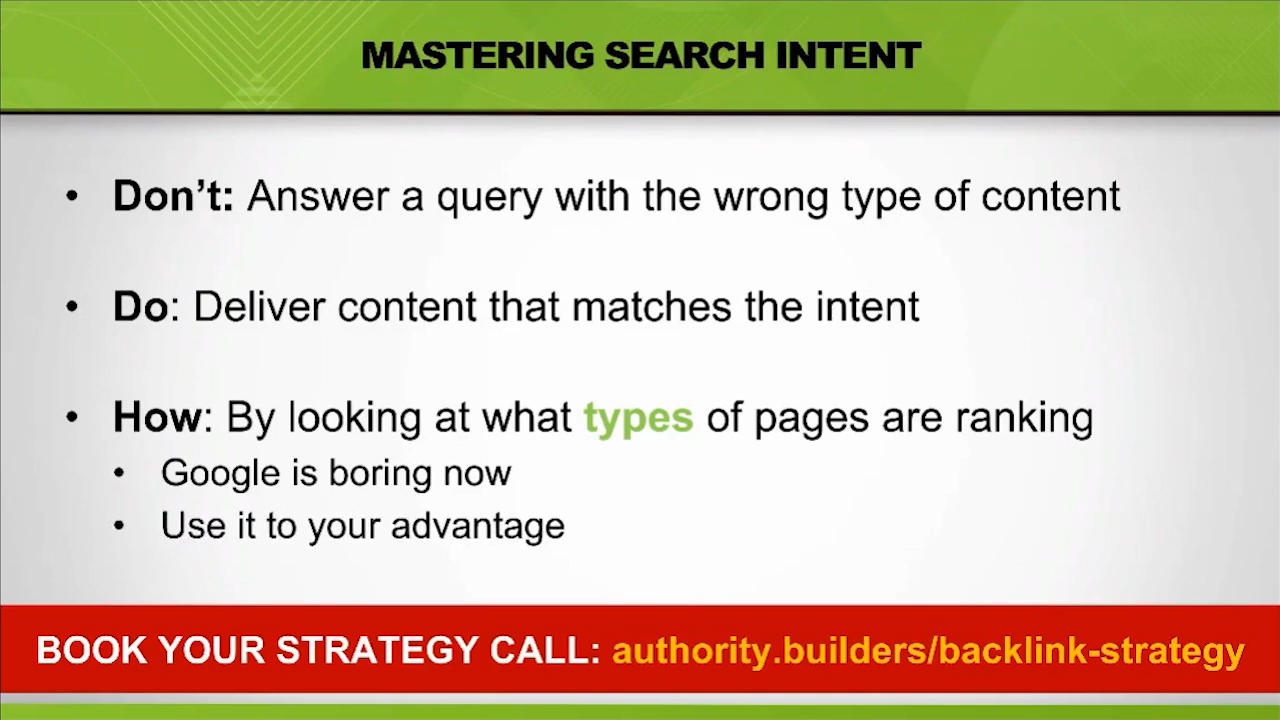 MASTERING SEARCH INTENT
• Don’t: Answer a query with the wrong type of content
• Do: Deliver content that matches the intent
• How: By looking at what types of pages are ranking
• Google is boring now
• Use it to your advantage
BOOK YOUR STRATEGY CALL: authority.builders/backlink-strategy